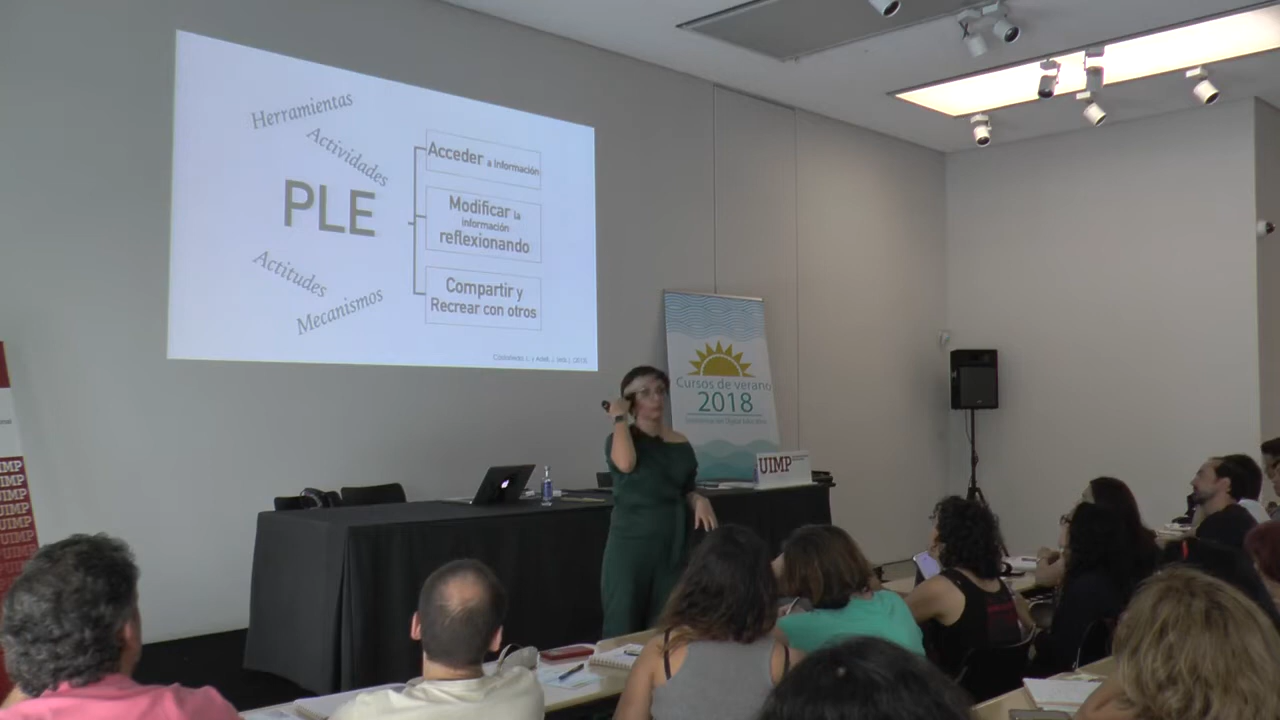 Herramientas
Actividades
PLE
Actitudes
Mecanismos
Acceder a información
Modificar la
información
reflexionando
Compartir y
Recrear con otros
Cursos de verano
2018
UIMP
UIMP
UIMP
UIMP
UIMP
UIMP
UIMP